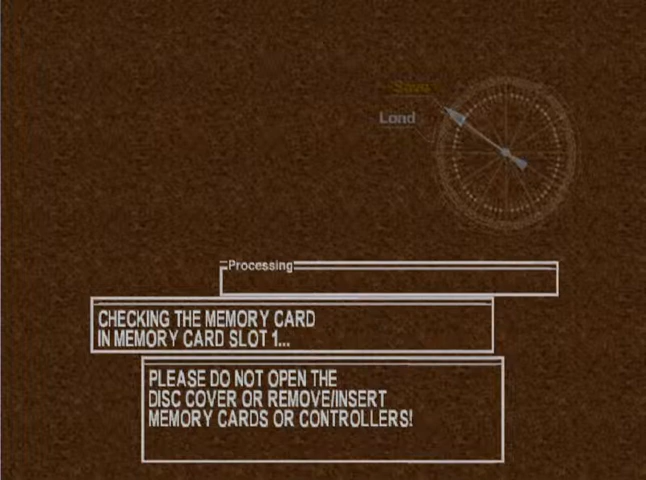 Save
Load
Processing
CHECKING THE MEMORY CARD
IN MEMORY CARD SLOT 1...
PLEASE DO NOT OPEN THE
DISC COVER OR REMOVE/INSERT
MEMORY CARDS OR CONTROLLERS!